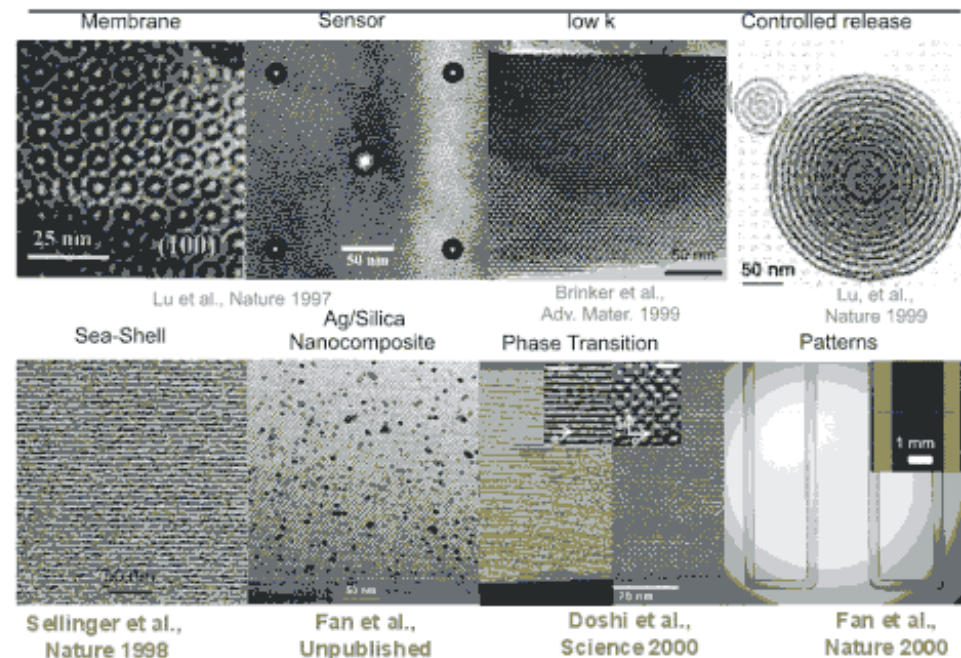 Membrane
Sensor
low k
Controlled release
25 nm
(100)
50 nm
50 nm
50 nm
Lu et al., Nature 1997
Brinker et al.,
Adv. Mater. 1999
Lu, et al.,
Nature 1999
Sea-Shell
Ag/Silica
Nanocomposite
Phase Transition
Patterns
1 mm
50 nm
75 nm
Sellinger et al.,
Nature 1998
Fan et al.,
Unpublished
Doshi et al.,
Science 2000
Fan et al.,
Nature 2000